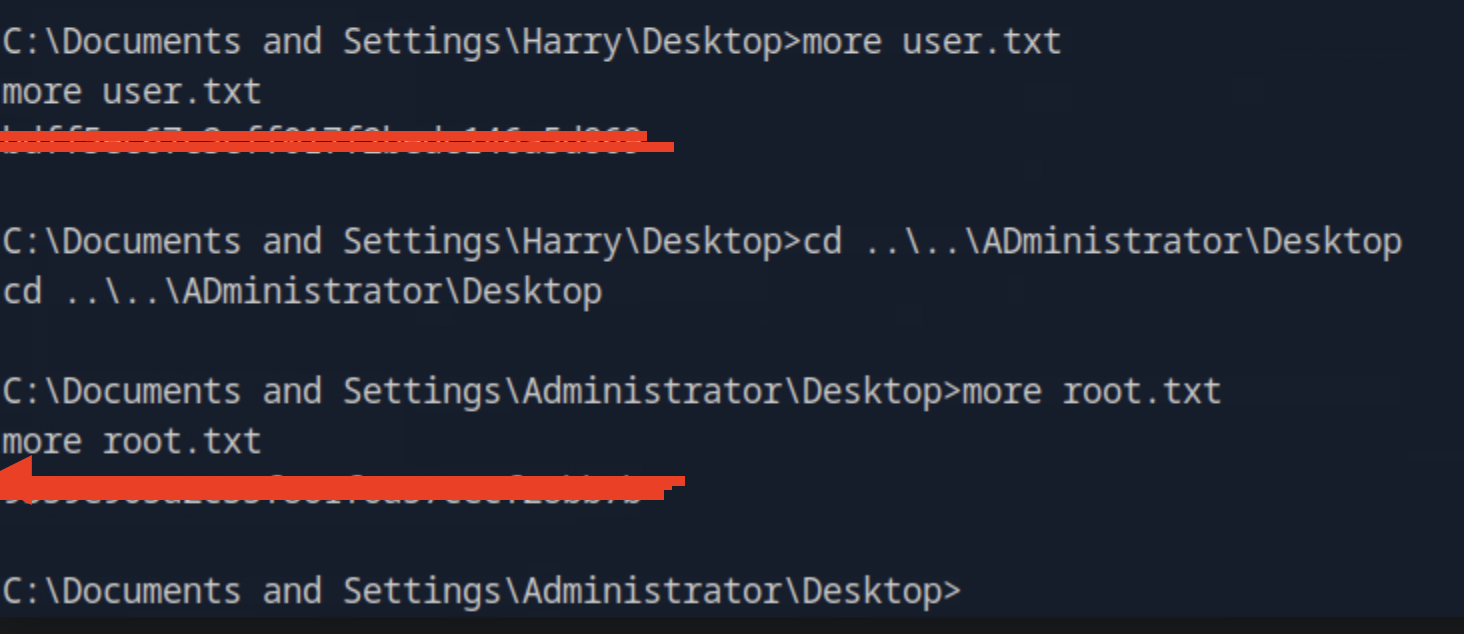 C:\Documents and Settings\Harry\Desktop>more user.txt
more user.txt
C:\Documents and Settings\Harry\Desktop>cd ..\..\ADministrator\Desktop
cd ..\..\ADministrator\Desktop
C:\Documents and Settings\Administrator\Desktop>more root.txt
more root.txt
C:\Documents and Settings\Administrator\Desktop>